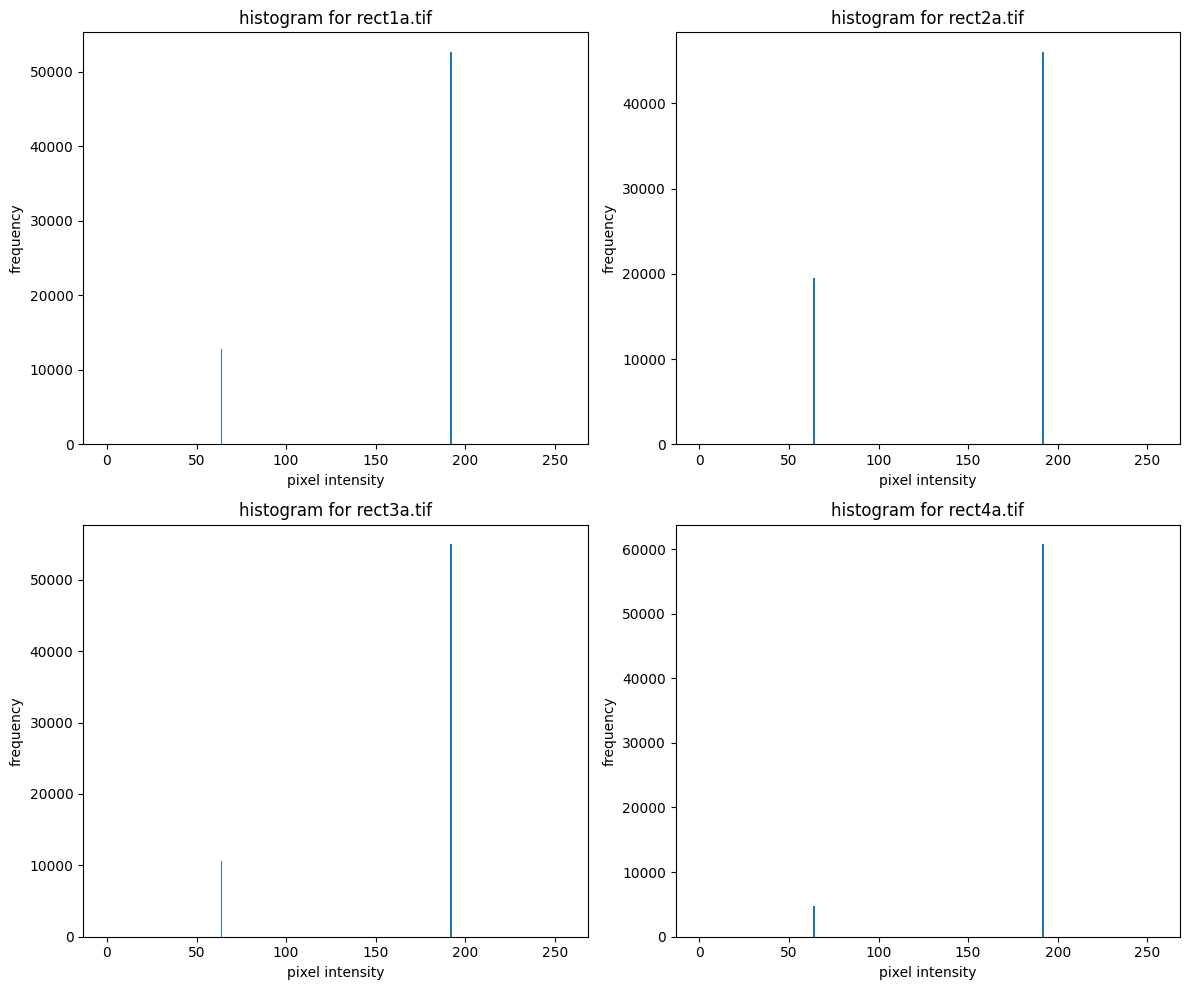 histogram for rect1a.tif
50000
40000
30000
20000
10000
0
frequency
0 50 100 150 200 250
pixel intensity
histogram for rect2a.tif
40000
30000
20000
10000
0
frequency
0 50 100 150 200 250
pixel intensity
histogram for rect3a.tif
50000
40000
30000
20000
10000
0
frequency
0 50 100 150 200 250
pixel intensity
histogram for rect4a.tif
60000
50000
40000
30000
20000
10000
0
frequency
0 50 100 150 200 250
pixel intensity